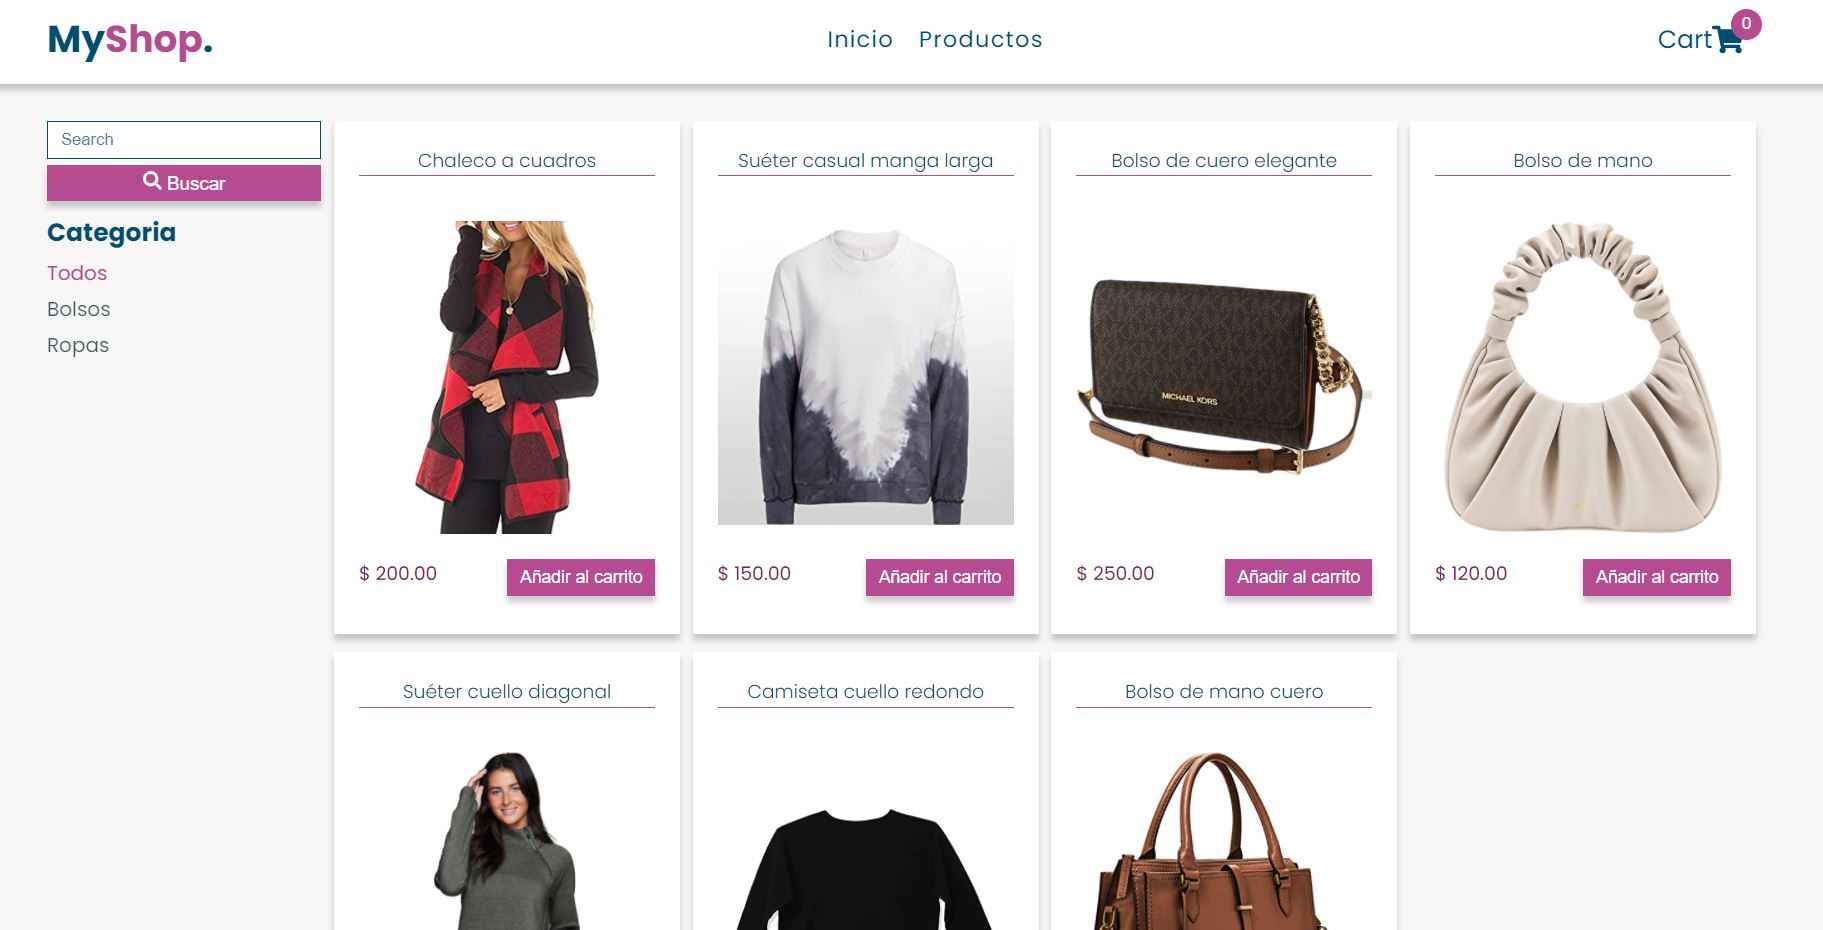 MyShop.
Inicio Productos
Cart 0
Search
Buscar
Categoria
Todos
Bolsos
Ropas
Chaleco a cuadros
$ 200.00
Añadir al carrito
Suéter casual manga larga
$ 150.00
Añadir al carrito
Bolso de cuero elegante
MICHAEL KORS
$ 250.00
Añadir al carrito
Bolso de mano
$ 120.00
Añadir al carrito
Suéter cuello diagonal
Camiseta cuello redondo
Bolso de mano cuero